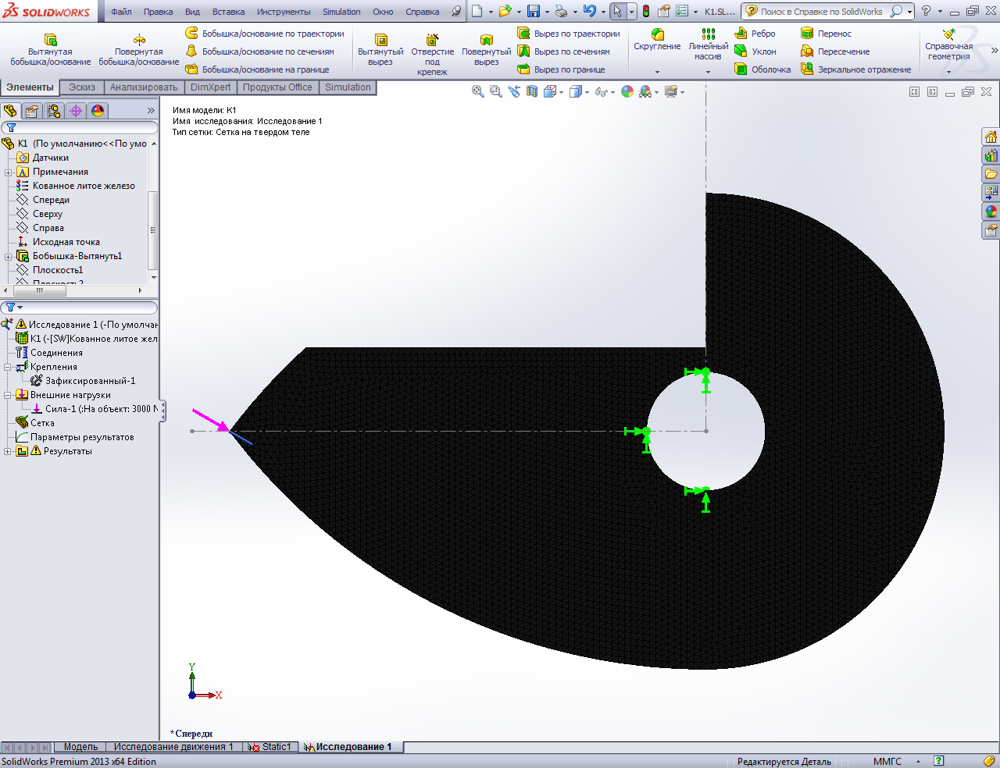 SOLIDWORKS Файл Правка Вид Вставка Инструменты Simulation Окно Справка K1.SL... Поиск в Справке по SolidWorks
Вытянутая бобышка/основание
Повернутая бобышка/основание
Бобышка/основание по траектории
Бобышка/основание по сечениям
Бобышка/основание на границе
Вытянутый вырез
Отверстие под крепеж
Повернутый вырез
Вырез по траектории
Вырез по сечениям
Вырез по границе
Скругление
Линейный массив
Ребро
Уклон
Оболочка
Перенос
Пересечение
Зеркальное отражение
Справочная геометрия
Элементы Эскиз Анализировать DimXpert Продукты Office Simulation
Имя модели: K1
Имя исследования: Исследование 1
Тип сетки: Сетка на твердом теле
K1 (По умолчанию<<По умо
Датчики
Примечания
Кованное литое железо
Спереди
Сверху
Справа
Исходная точка
Бобышка-Вытянуть1
Плоскость1
Плоскость2
Исследование 1 (-По умолчан
K1 (-[SW]Кованное литое жел
Соединения
Крепления
Зафиксированный-1
Внешние нагрузки
Сила-1 (:На объект: 3000 N
Сетка
Параметры результатов
Результаты
Y
X
*Спереди
Модель Исследование движения 1 Static1 Исследование 1
SolidWorks Premium 2013 x64 Edition Редактируется Деталь ММГС